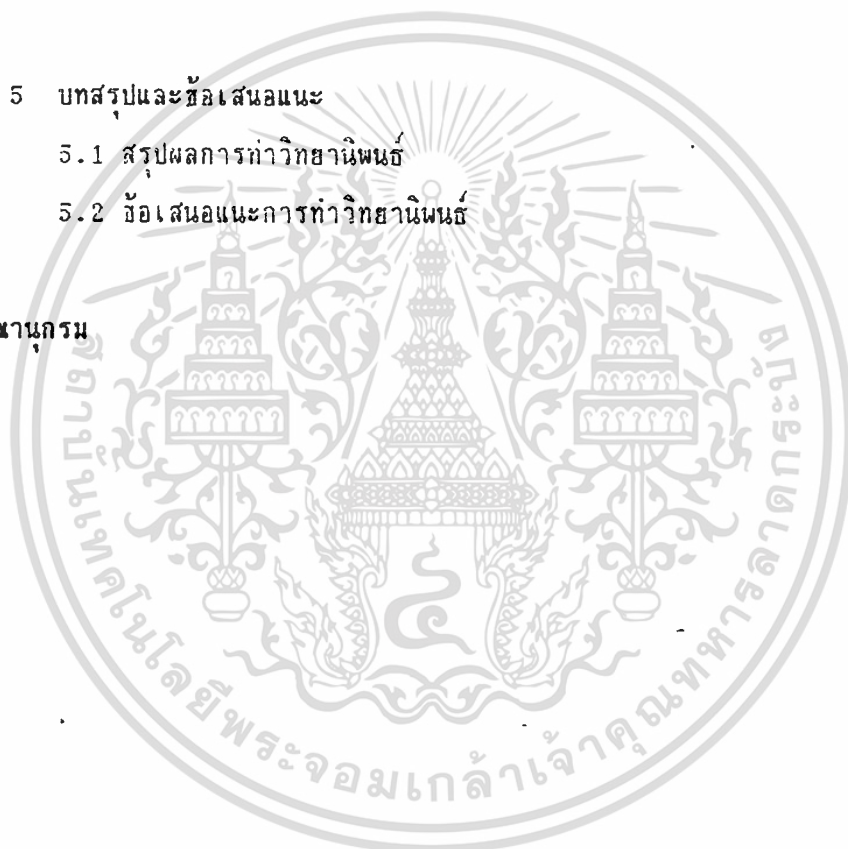 5 บทสรุปและข้อเสนอแนะ
5.1 สรุปผลการทำวิทยานิพนธ์
5.2 ข้อเสนอแนะการทำวิทยานิพนธ์
านุกรม
สถาบันเทคโนโลยีพระจอมเกล้าเจ้าคุณทหารลาดกระบัง